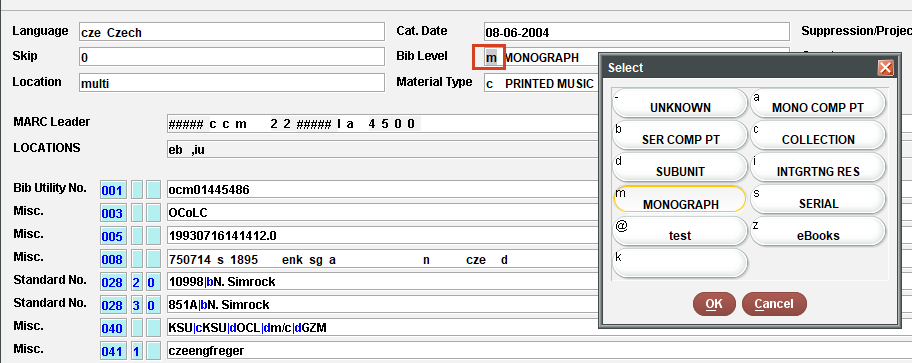 Language cze Czech Cat. Date 08-06-2004 Suppression/Projec
Skip 0 Bib Level m MONOGRAPH
Location multi Material Type c PRINTED MUSIC
MARC Leader ##### c c m 2 2 ##### I a 4 5 0 0
LOCATIONS eb ,iu
Bib Utility No. 001 ocm01445486
Misc. 003 OCoLC
Misc. 005 19930716141412.0
Misc. 008 750714 s 1895 enk sg a n cze d
Standard No. 028 2 0 10998|bN. Simrock
Standard No. 028 3 0 851A|bN. Simrock
Misc. 040 KSU|cKSU|dOCL|dm/c|dGZM
Misc. 041 1 czeengfreger
Select
- UNKNOWN a MONO COMP PT
b SER COMP PT c COLLECTION
d SUBUNIT i INTGRTNG RES
m MONOGRAPH s SERIAL
@ test z eBooks
k
OK Cancel